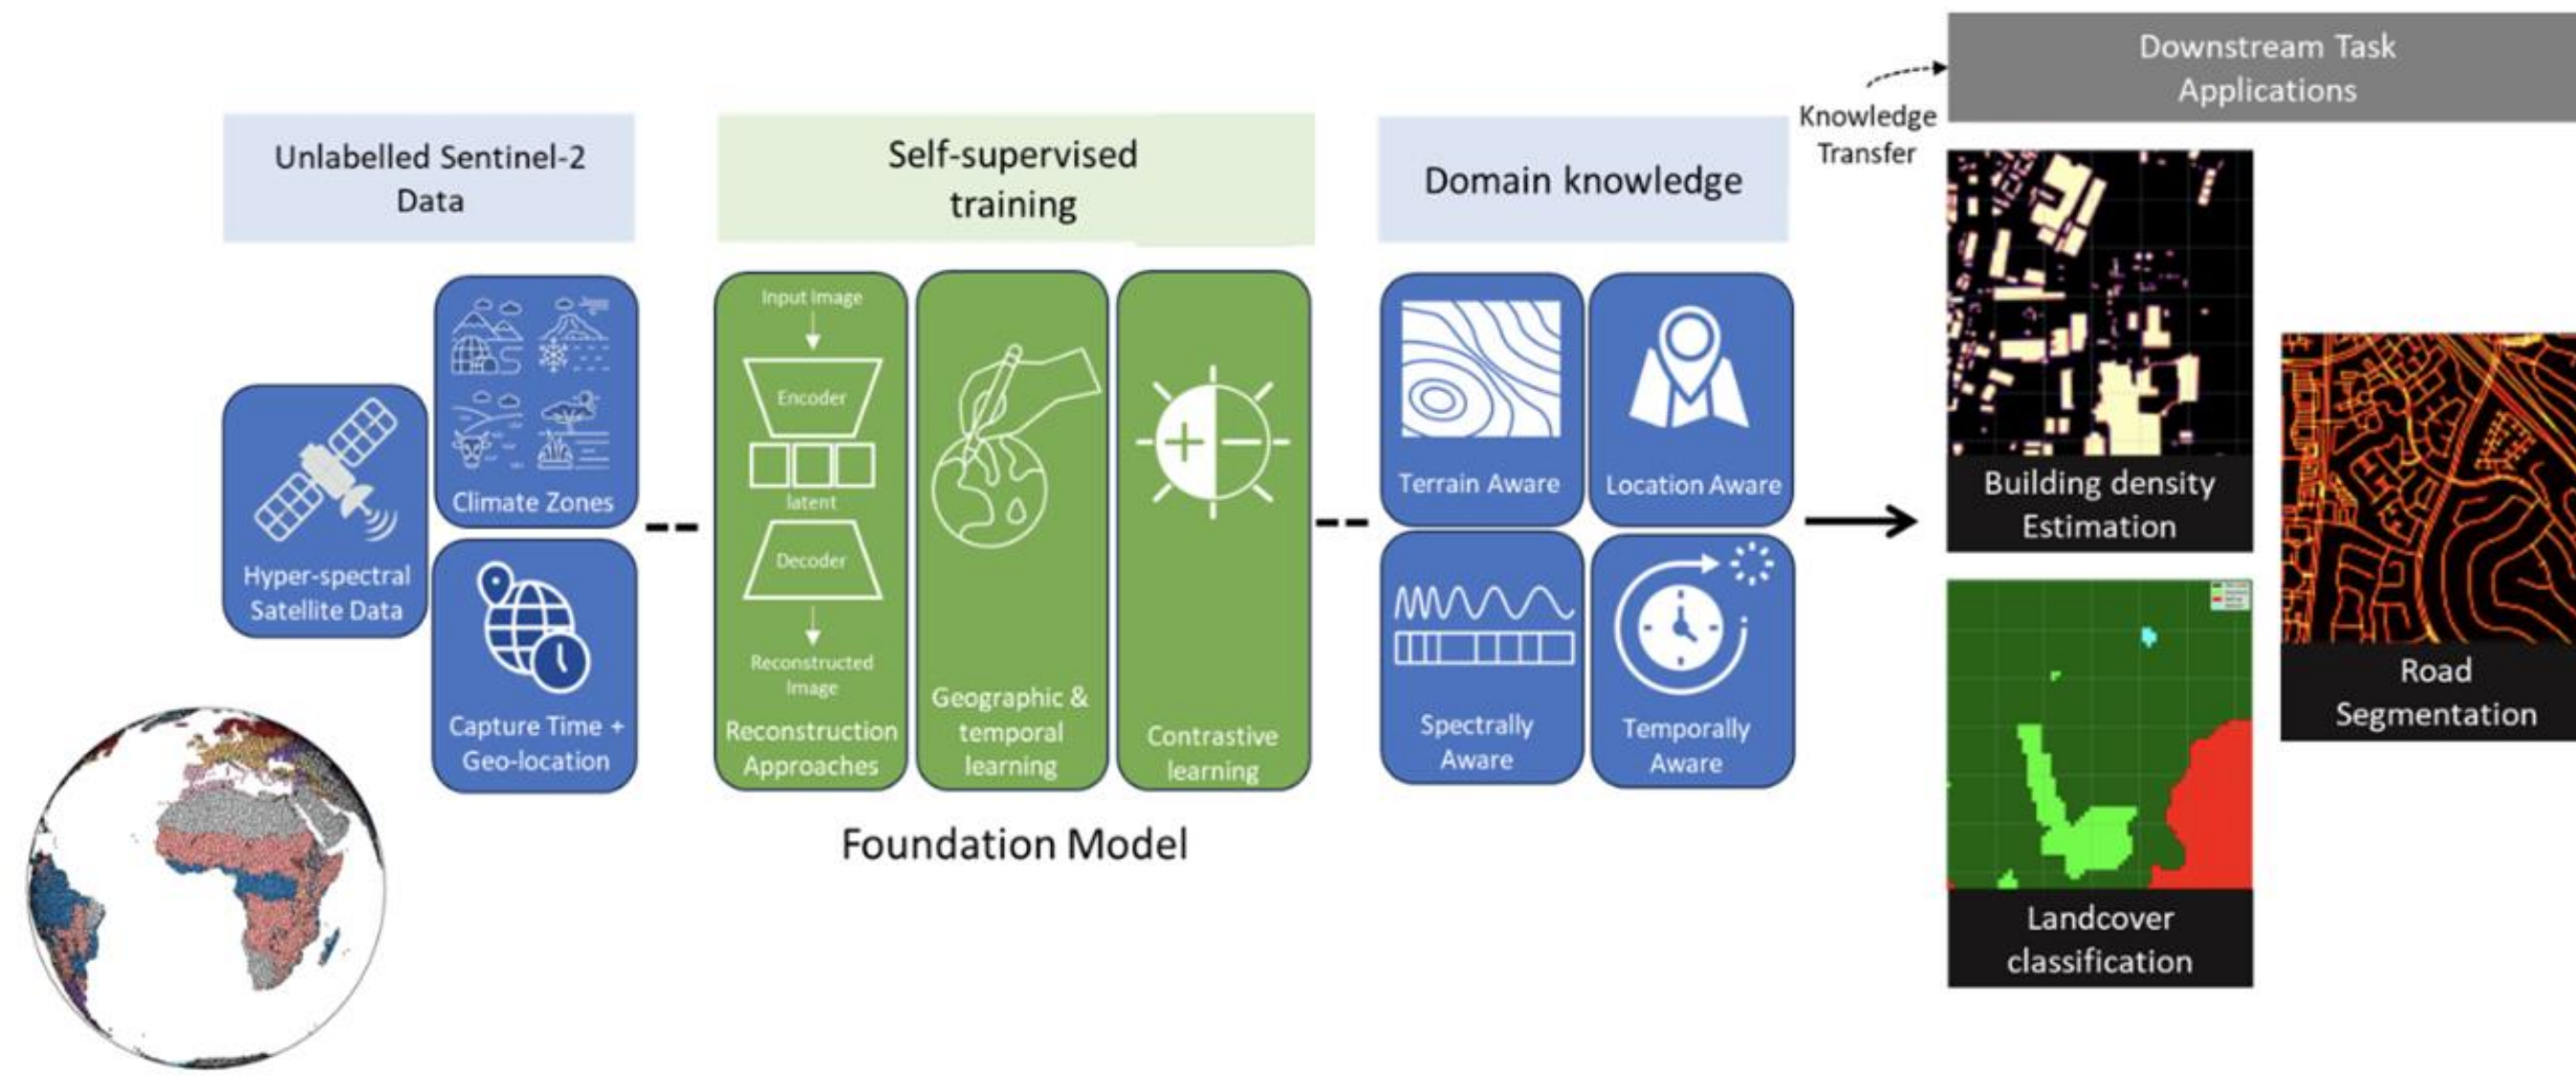 Unlabelled Sentinel-2
Data
Hyper-spectral
Satellite Data
Climate Zones
Capture Time +
Geo-location
Self-supervised
training
Input Image
Encoder
latent
Decoder
Reconstructed
Image
Reconstruction
Approaches
Geographic &
temporal
learning
Contrastive
learning
Foundation Model
Domain knowledge
Terrain Aware
Location Aware
Spectrally
Aware
Temporally
Aware
Knowledge
Transfer
Downstream Task
Applications
Building density
Estimation
Road
Segmentation
Landcover
classification